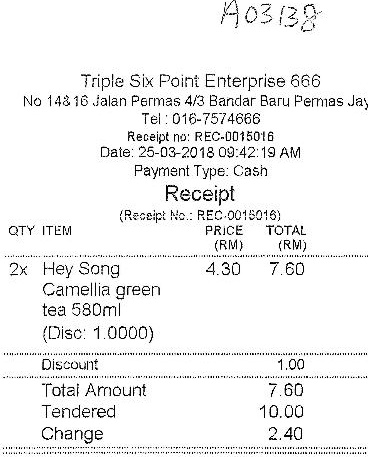 A03138
Triple Six Point Enterprise 666
No 14&16 Jalan Permas 4/3 Bandar Baru Permas Jay
Tel : 016-7574666
Receipt no: REC-0015016
Date: 25-03-2018 09:42:19 AM
Payment Type: Cash
Receipt
(Receipt No.: REC-0015016)
QTY ITEM PRICE TOTAL
(RM) (RM)
2x Hey Song 4.30 7.60
Camellia green
tea 580ml
(Disc: 1.0000)
Discount 1.00
Total Amount 7.60
Tendered 10.00
Change 2.40